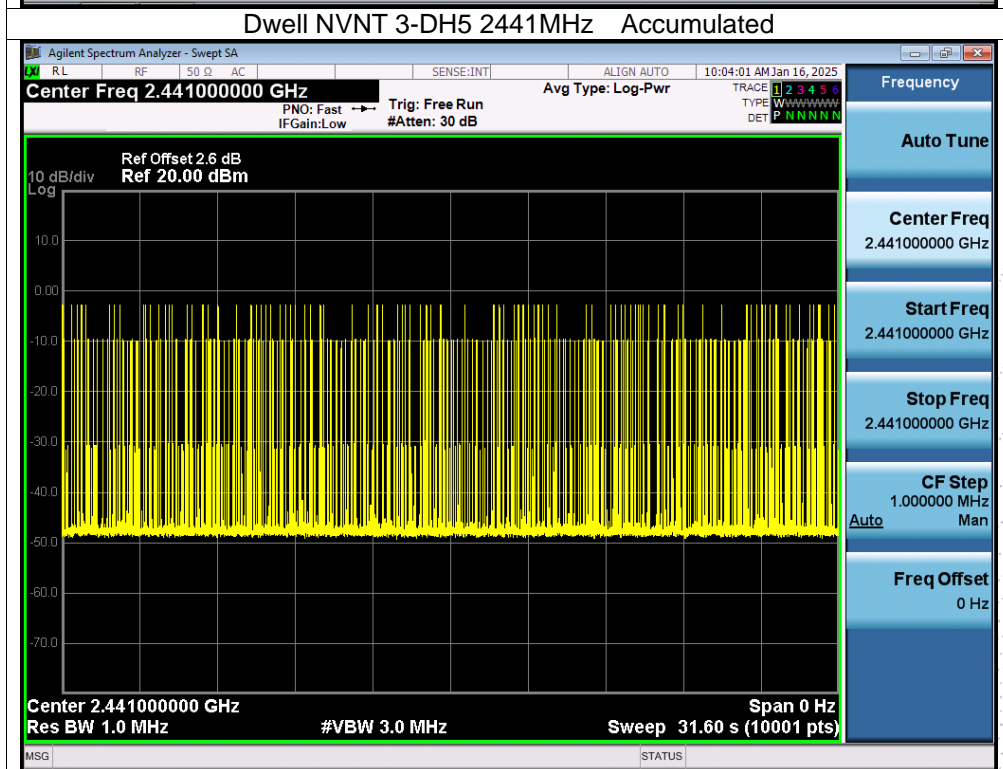 Dwell NVNT 3-DH5 2441MHz Accumulated
Agilent Spectrum Analyzer - Swept SA
LXI RL RF 50 Ω AC SENSE:INT ALIGN AUTO 10:04:01 AM Jan 16, 2025
Center Freq 2.441000000 GHz
PNO: Fast
IFGain:Low
Trig: Free Run
#Atten: 30 dB
Avg Type: Log-Pwr
TRACE 1 2 3 4 5 6
TYPE WWWWWW
DET P N N N N N
Ref Offset 2.6 dB
10 dB/div Ref 20.00 dBm
Log
10.0
0.00
-10.0
-20.0
-30.0
-40.0
-50.0
-60.0
-70.0
Center 2.441000000 GHz Span 0 Hz
Res BW 1.0 MHz #VBW 3.0 MHz Sweep 31.60 s (10001 pts)
MSG STATUS
Frequency
Auto Tune
Center Freq
2.441000000 GHz
Start Freq
2.441000000 GHz
Stop Freq
2.441000000 GHz
CF Step
1.000000 MHz
Auto Man
Freq Offset
0 Hz